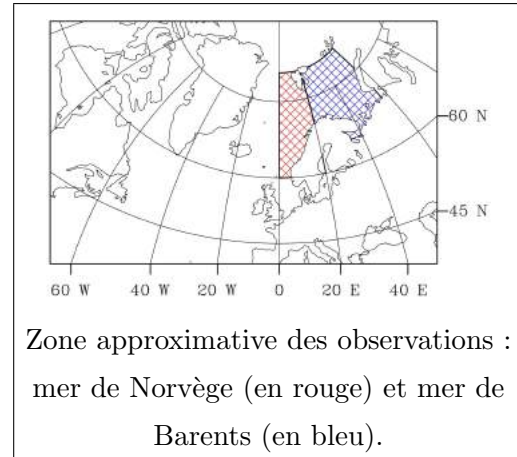 60 N
45 N
60 W 40 W 20 W 0 20 E 40 E
Zone approximative des observations :
mer de Norvège (en rouge) et mer de
Barents (en bleu).